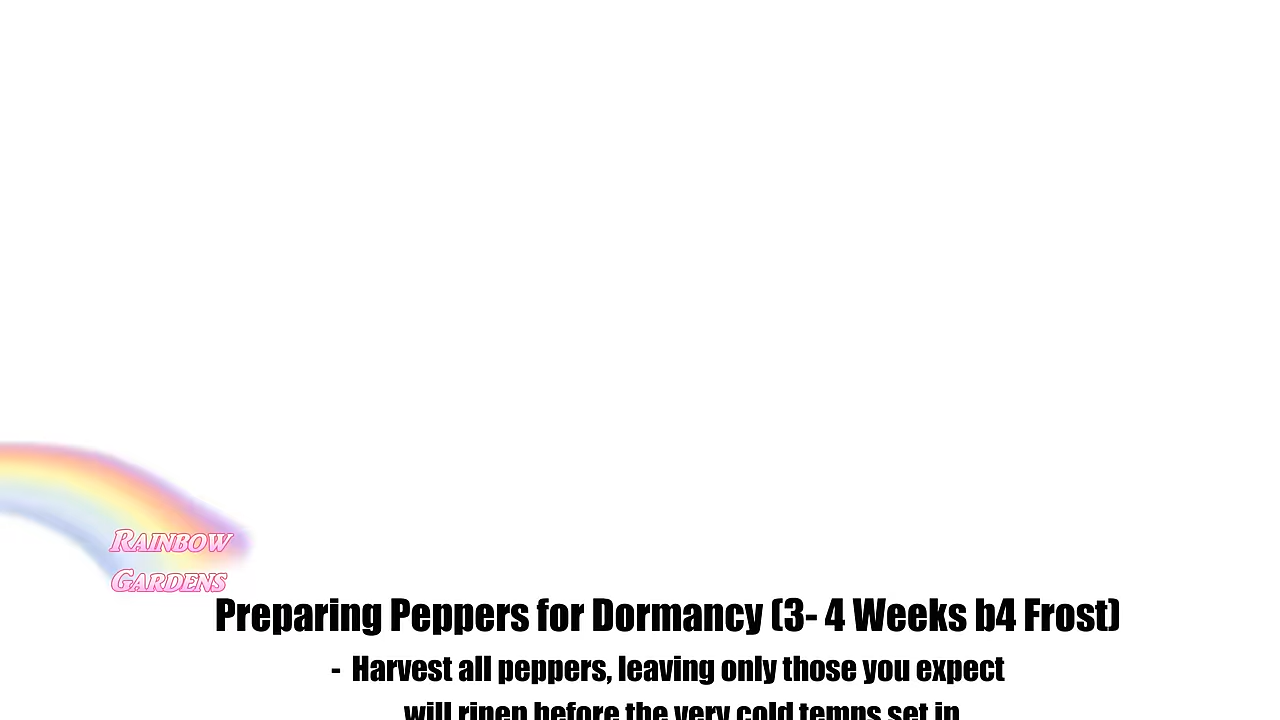 RAINBOW
GARDENS
Preparing Peppers for Dormancy (3- 4 Weeks b4 Frost)
- Harvest all peppers, leaving only those you expect
will ripen before the very cold temps set in